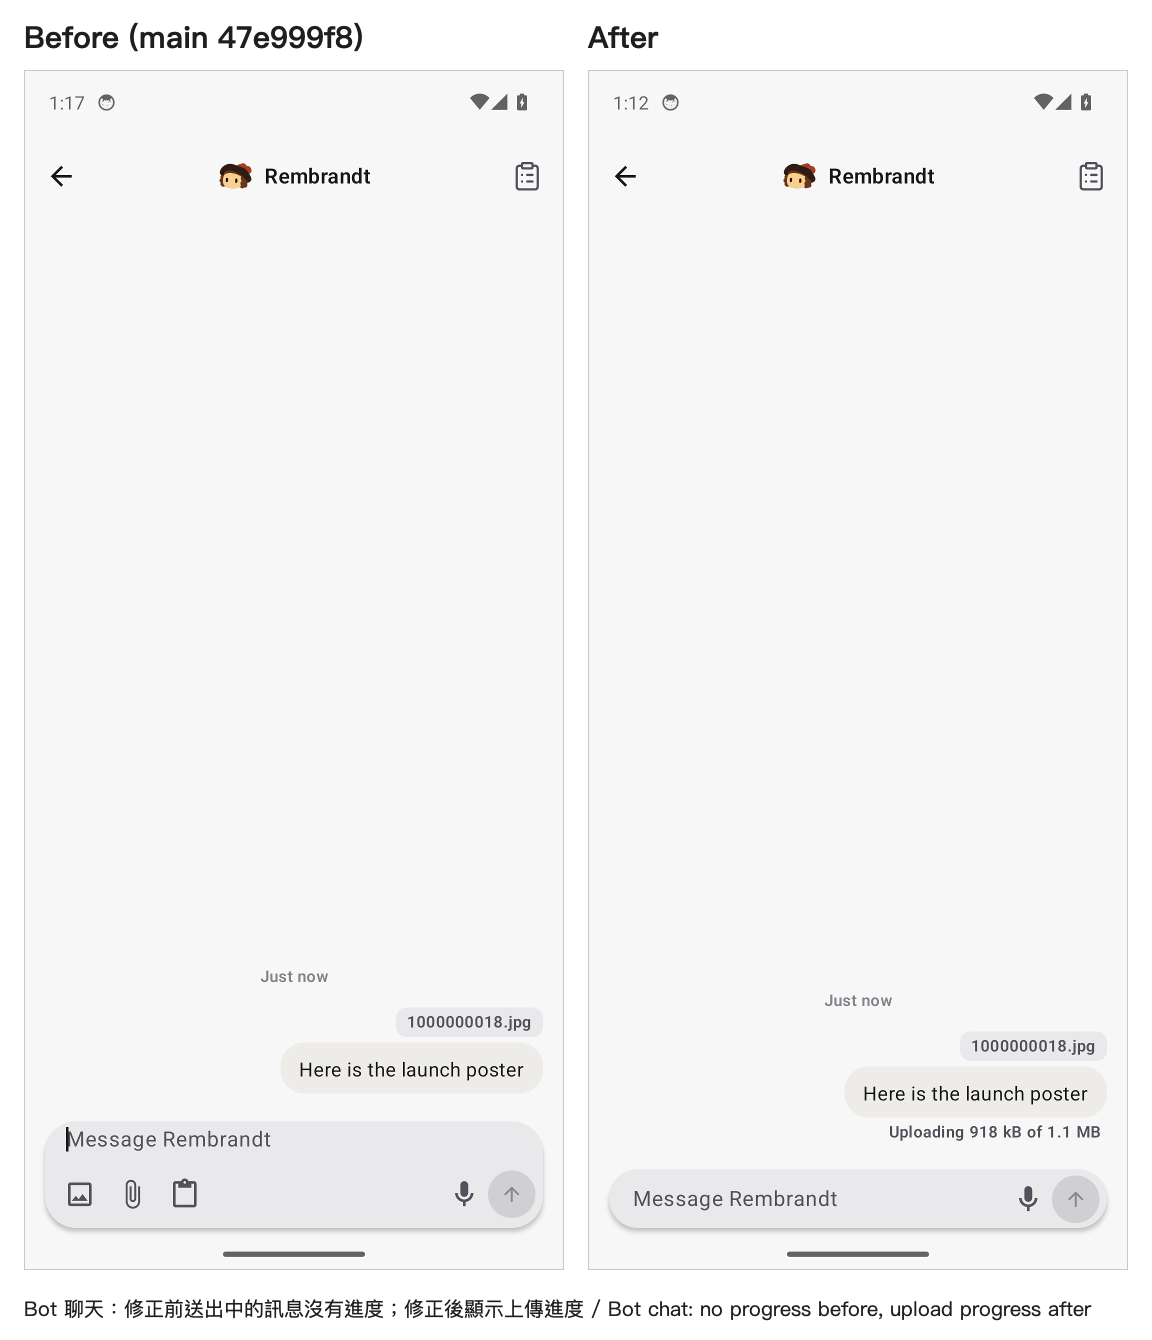 Before (main 47e999f8)
1:17
Rembrandt
Just now
1000000018.jpg
Here is the launch poster
Message Rembrandt
After
1:12
Rembrandt
Just now
1000000018.jpg
Here is the launch poster
Uploading 918 kB of 1.1 MB
Message Rembrandt
Bot 聊天：修正前送出中的訊息沒有進度；修正後顯示上傳進度 / Bot chat: no progress before, upload progress after